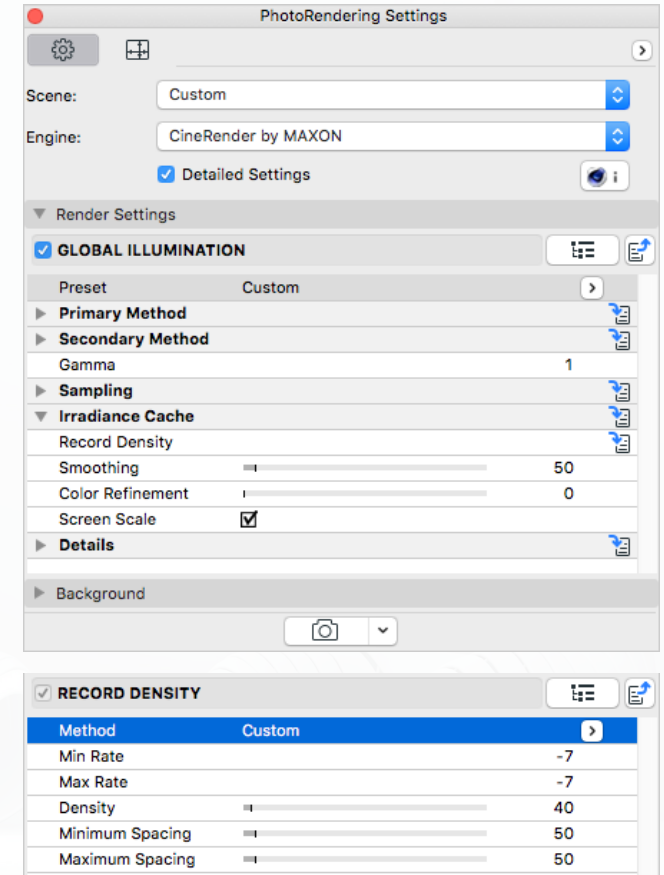 PhotoRendering Settings
Scene: Custom
Engine: CineRender by MAXON
Detailed Settings
i
Render Settings
GLOBAL ILLUMINATION
Preset Custom
Primary Method
Secondary Method
Gamma 1
Sampling
Irradiance Cache
Record Density
Smoothing 50
Color Refinement 0
Screen Scale
Details
Background
RECORD DENSITY
Method Custom
Min Rate -7
Max Rate -7
Density 40
Minimum Spacing 50
Maximum Spacing 50